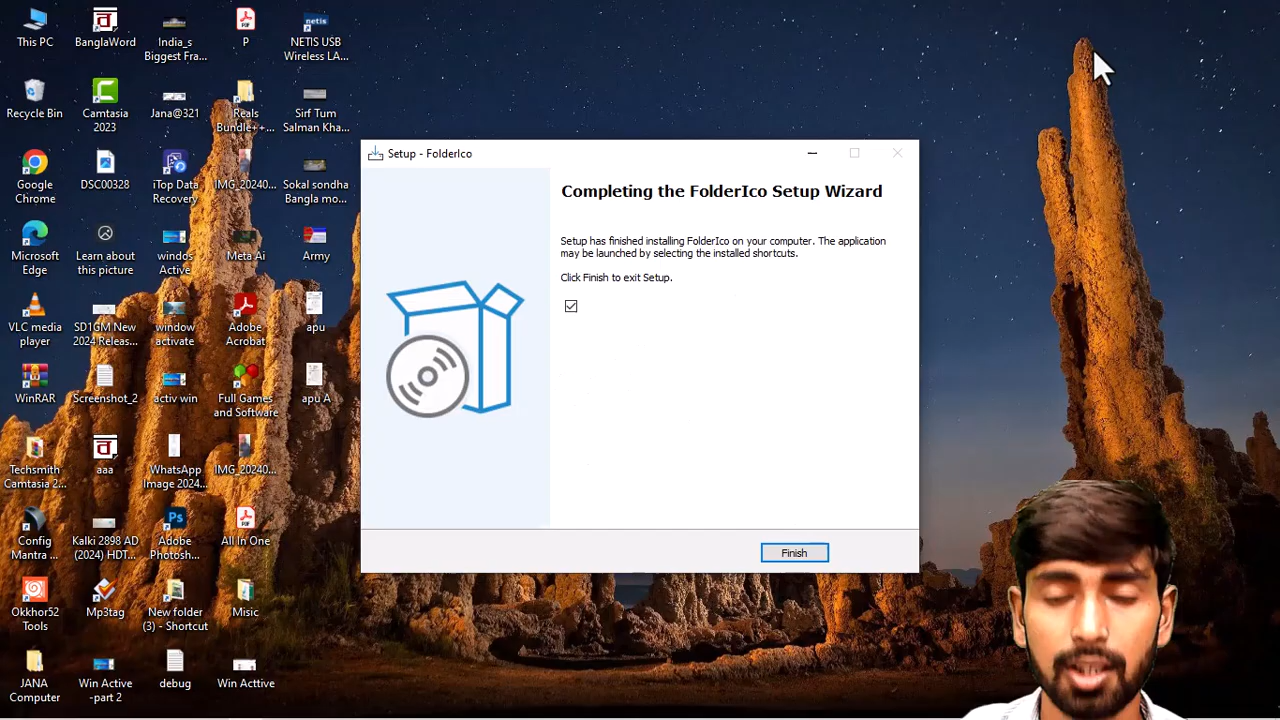 This PC
BanglaWord
India_s
Biggest Fra...
P
NETIS USB
Wireless LA...
netis
Recycle Bin
Camtasia
2023
Jana@321
Reals
Bundle++...
Sirf Tum
Salman Kha...
Google
Chrome
DSC00328
iTop Data
Recovery
IMG_20240...
Sokal sondha
Bangla mo...
Microsoft
Edge
Learn about
this picture
windos
Active
Meta Ai
Army
VLC media
player
SD1GM New
2024 Releas...
window
activate
Adobe
Acrobat
apu
WinRAR
Screenshot_2
activ win
Full Games
and Software
apu A
Techsmith
Camtasia 2...
aaa
WhatsApp
Image 2024...
IMG_20240...
Config
Mantra ...
Kalki 2898 AD
(2024) HDT...
Adobe
Photosh...
All In One
Okkhor52
Tools
Mp3tag
New folder
(3) - Shortcut
Misic
JANA
Computer
Win Active
-part 2
debug
Win Acttive
Setup - FolderIco
Completing the FolderIco Setup Wizard
Setup has finished installing FolderIco on your computer. The application
may be launched by selecting the installed shortcuts.
Click Finish to exit Setup.
Finish